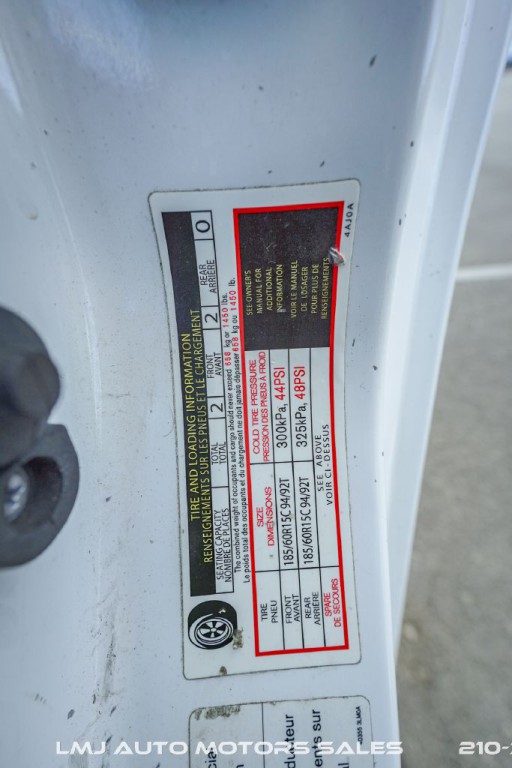 TIRE AND LOADING INFORMATION
RENSEIGNEMENTS SUR LES PNEUS ET LE CHARGEMENT
SEATING CAPACITY TOTAL 2 FRONT 2 REAR 0
NOMBRE DE PLACES TOTAL AVANT ARRIÈRE
The combined weight of occupants and cargo should never exceed 658 kg or 1450 lbs.
Le poids total des occupants et du chargement ne doit jamais dépasser 658 kg ou 1450 lb.
TIRE SIZE COLD TIRE PRESSURE
PNEU DIMENSIONS PRESSION DES PNEUS À FROID
FRONT
AVANT 185/60R15C 94/92T 300kPa, 44PSI
REAR
ARRIÈRE 185/60R15C 94/92T 325kPa, 48PSI
SPARE SEE ABOVE
DE SECOURS VOIR CI-DESSUS
SEE OWNER'S
MANUAL FOR
ADDITIONAL
INFORMATION
VOIR LE MANUEL
DE L'USAGER
POUR PLUS DE
RENSEIGNEMENTS
4AJ0A
ments sur
LMJ AUTO MOTORS SALES 210-